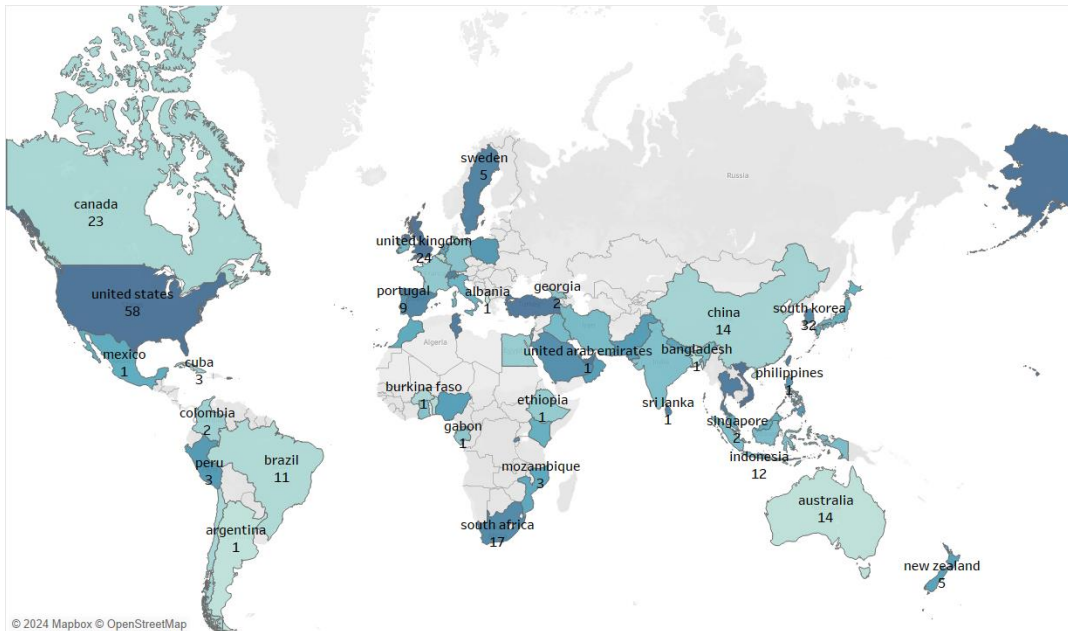 sweden
5
Russia
canada
23
united kingdom
24
united states
58
portugal
9
albania
1
georgia
2
china
14
south korea
32
Algeria
mexico
1
cuba
3
united arab emirates
1
bangladesh
1
philippines
1
burkina faso
1
ethiopia
1
sri lanka
1
colombia
2
gabon
1
singapore
2
peru
3
brazil
11
mozambique
3
indonesia
12
argentina
1
south africa
17
australia
14
new zealand
5
© 2024 Mapbox © OpenStreetMap